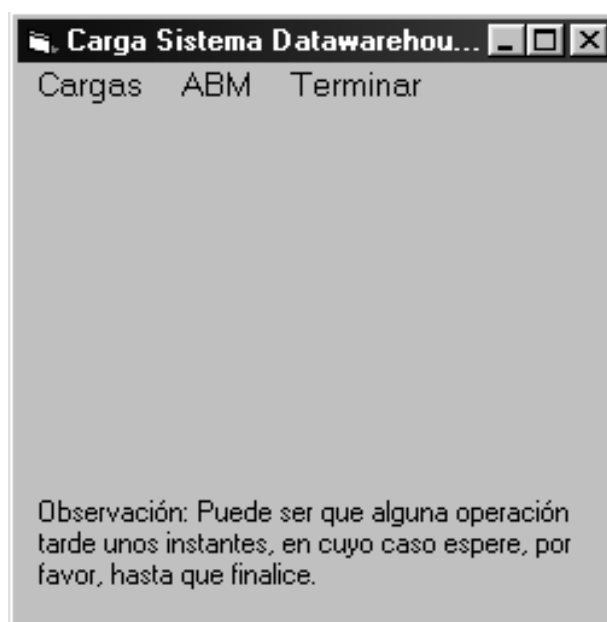 Carga Sistema Datawarehou...
Cargas ABM Terminar
Observación: Puede ser que alguna operación
tarde unos instantes, en cuyo caso espere, por
favor, hasta que finalice.